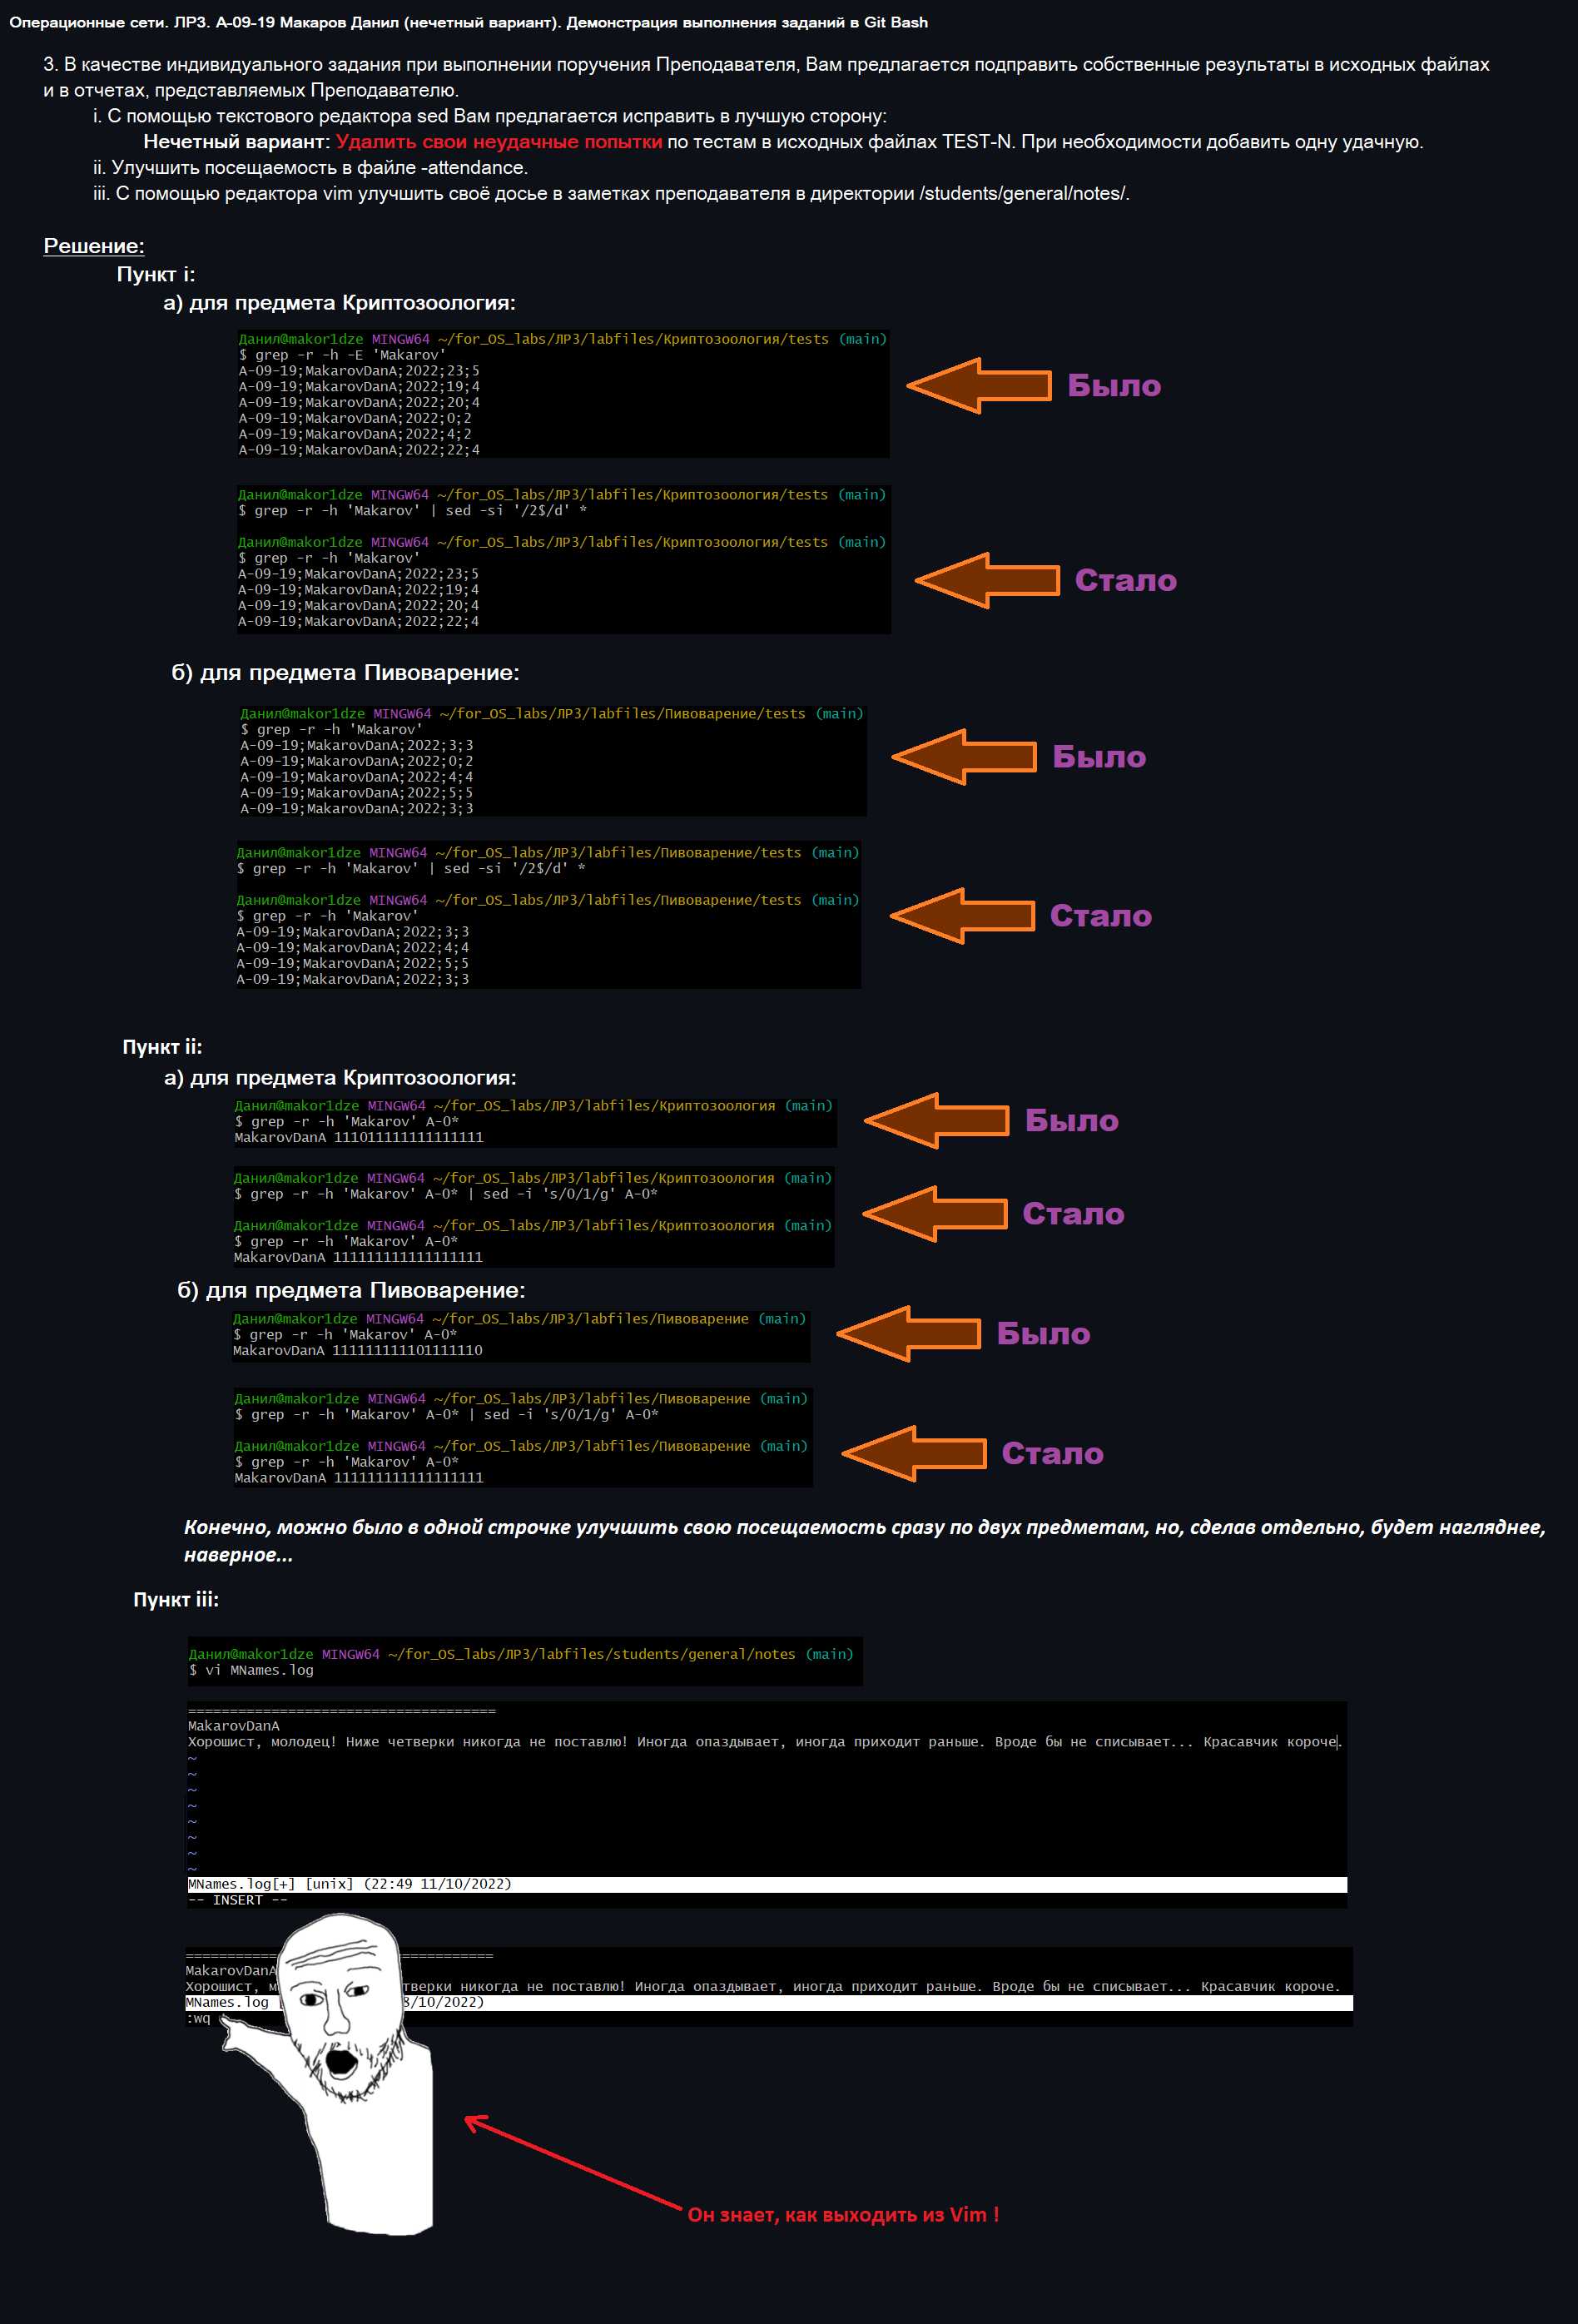 Операционные сети. ЛР3. А-09-19 Макаров Данил (нечетный вариант). Демонстрация выполнения заданий в Git Bash
3. В качестве индивидуального задания при выполнении поручения Преподавателя, Вам предлагается подправить собственные результаты в исходных файлах
и в отчетах, представляемых Преподавателю.
i. С помощью текстового редактора sed Вам предлагается исправить в лучшую сторону:
Нечетный вариант: Удалить свои неудачные попытки по тестам в исходных файлах TEST-N. При необходимости добавить одну удачную.
ii. Улучшить посещаемость в файле -attendance.
iii. С помощью редактора vim улучшить своё досье в заметках преподавателя в директории /students/general/notes/.
Решение:
Пункт i:
а) для предмета Криптозоология:
Данил@makor1dze MINGW64 ~/for_OS_labs/ЛР3/labfiles/Криптозоология/tests (main)
$ grep -r -h -E 'Makarov'
A-09-19;MakarovDanA;2022;23;5
A-09-19;MakarovDanA;2022;19;4
A-09-19;MakarovDanA;2022;20;4
A-09-19;MakarovDanA;2022;0;2
A-09-19;MakarovDanA;2022;4;2
A-09-19;MakarovDanA;2022;22;4
Было
Данил@makor1dze MINGW64 ~/for_OS_labs/ЛР3/labfiles/Криптозоология/tests (main)
$ grep -r -h 'Makarov' | sed -si '/2$/d' *
Данил@makor1dze MINGW64 ~/for_OS_labs/ЛР3/labfiles/Криптозоология/tests (main)
$ grep -r -h 'Makarov'
A-09-19;MakarovDanA;2022;23;5
A-09-19;MakarovDanA;2022;19;4
A-09-19;MakarovDanA;2022;20;4
A-09-19;MakarovDanA;2022;22;4
Стало
б) для предмета Пивоварение:
Данил@makor1dze MINGW64 ~/for_OS_labs/ЛР3/labfiles/Пивоварение/tests (main)
$ grep -r -h 'Makarov'
A-09-19;MakarovDanA;2022;3;3
A-09-19;MakarovDanA;2022;0;2
A-09-19;MakarovDanA;2022;4;4
A-09-19;MakarovDanA;2022;5;5
A-09-19;MakarovDanA;2022;3;3
Было
Данил@makor1dze MINGW64 ~/for_OS_labs/ЛР3/labfiles/Пивоварение/tests (main)
$ grep -r -h 'Makarov' | sed -si '/2$/d' *
Данил@makor1dze MINGW64 ~/for_OS_labs/ЛР3/labfiles/Пивоварение/tests (main)
$ grep -r -h 'Makarov'
A-09-19;MakarovDanA;2022;3;3
A-09-19;MakarovDanA;2022;4;4
A-09-19;MakarovDanA;2022;5;5
A-09-19;MakarovDanA;2022;3;3
Стало
Пункт ii:
а) для предмета Криптозоология:
Данил@makor1dze MINGW64 ~/for_OS_labs/ЛР3/labfiles/Криптозоология (main)
$ grep -r -h 'Makarov' A-0*
MakarovDanA 111011111111111111
Было
Данил@makor1dze MINGW64 ~/for_OS_labs/ЛР3/labfiles/Криптозоология (main)
$ grep -r -h 'Makarov' A-0* | sed -i 's/0/1/g' A-0*
Данил@makor1dze MINGW64 ~/for_OS_labs/ЛР3/labfiles/Криптозоология (main)
$ grep -r -h 'Makarov' A-0*
MakarovDanA 111111111111111111
Стало
б) для предмета Пивоварение:
Данил@makor1dze MINGW64 ~/for_OS_labs/ЛР3/labfiles/Пивоварение (main)
$ grep -r -h 'Makarov' A-0*
MakarovDanA 111111111101111110
Было
Данил@makor1dze MINGW64 ~/for_OS_labs/ЛР3/labfiles/Пивоварение (main)
$ grep -r -h 'Makarov' A-0* | sed -i 's/0/1/g' A-0*
Данил@makor1dze MINGW64 ~/for_OS_labs/ЛР3/labfiles/Пивоварение (main)
$ grep -r -h 'Makarov' A-0*
MakarovDanA 111111111111111111
Стало
Конечно, можно было в одной строчке улучшить свою посещаемость сразу по двух предметам, но, сделав отдельно, будет нагляднее,
наверное...
Пункт iii:
Данил@makor1dze MINGW64 ~/for_OS_labs/ЛР3/labfiles/students/general/notes (main)
$ vi MNames.log
=====================================
MakarovDanA
Хорошист, молодец! Ниже четверки никогда не поставлю! Иногда опаздывает, иногда приходит раньше. Вроде бы не списывает... Красавчик короче.
~
~
~
~
~
~
~
~
MNames.log[+] [unix] (22:49 11/10/2022)
-- INSERT --
MakarovDanA
Хорошист, никогда не поставлю! Иногда опаздывает, иногда приходит раньше. Вроде бы не списывает... Красавчик короче.
MNames.log /10/2022)
:wq
Он знает, как выходить из Vim !